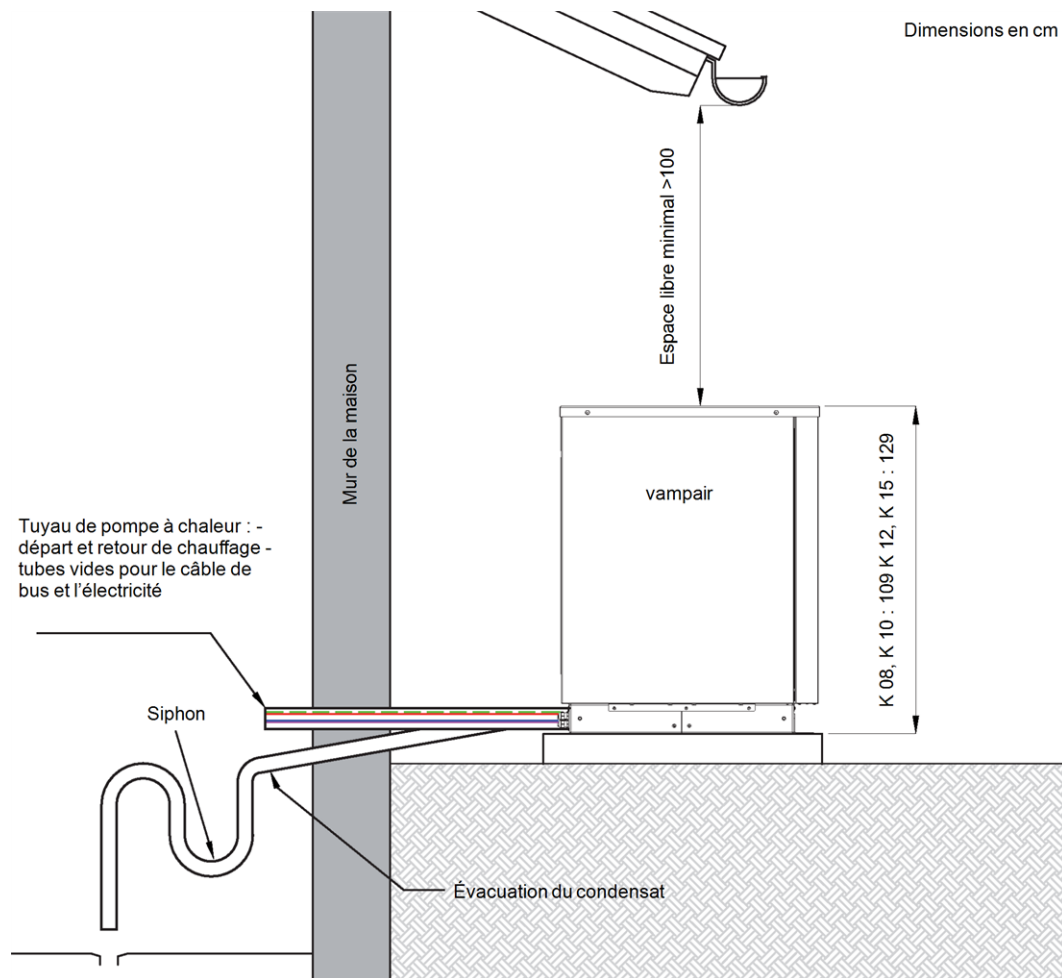 Dimensions en cm
Espace libre minimal >100
Mur de la maison
vampair
K 08, K 10 : 109 K 12, K 15 : 129
Tuyau de pompe à chaleur : -
départ et retour de chauffage -
tubes vides pour le câble de
bus et l’électricité
Siphon
Évacuation du condensat